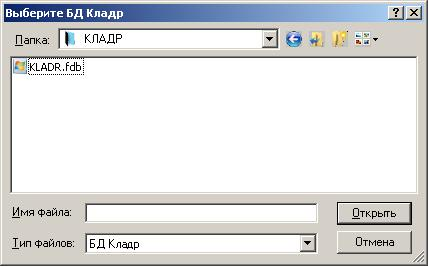 Выберите БД Кладр
Папка: КЛАДР
KLADR.fdb
Имя файла: Открыть
Тип файлов: БД Кладр Отмена